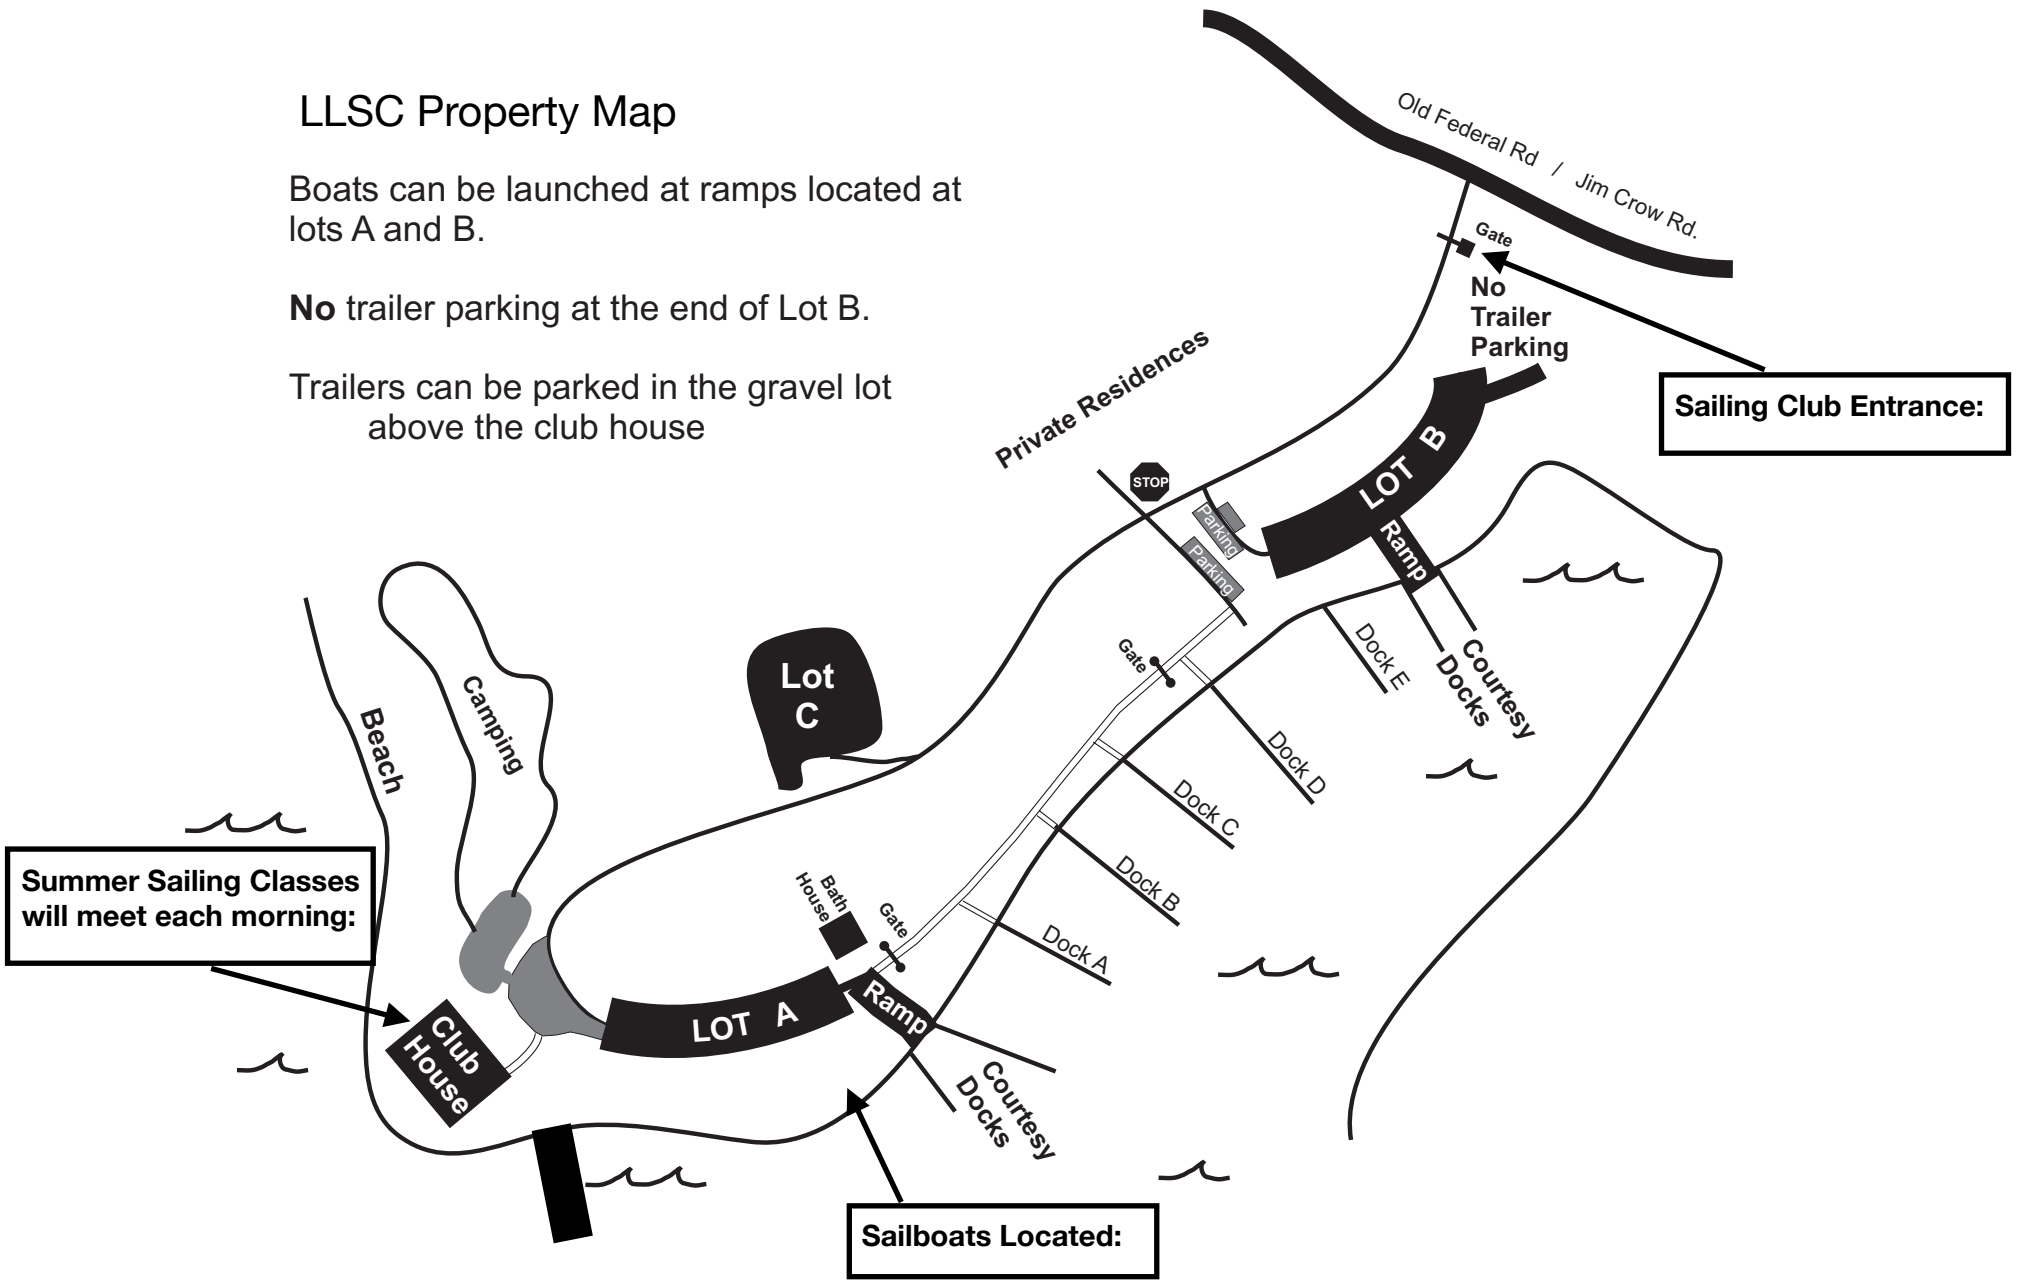 LLSC Property Map
Boats can be launched at ramps located at
lots A and B.
No trailer parking at the end of Lot B.
Trailers can be parked in the gravel lot
above the club house
Old Federal Rd / Jim Crow Rd.
Gate
No
Trailer
Parking
Sailing Club Entrance:
Private Residences
STOP
Parking
Parking
LOT B
Ramp
Courtesy
Docks
Dock E
Gate
Dock D
Dock C
Dock B
Dock A
Lot
C
Camping
Beach
Summer Sailing Classes
will meet each morning:
Bath
House
Gate
LOT A
Ramp
Club
House
Courtesy
Docks
Sailboats Located: